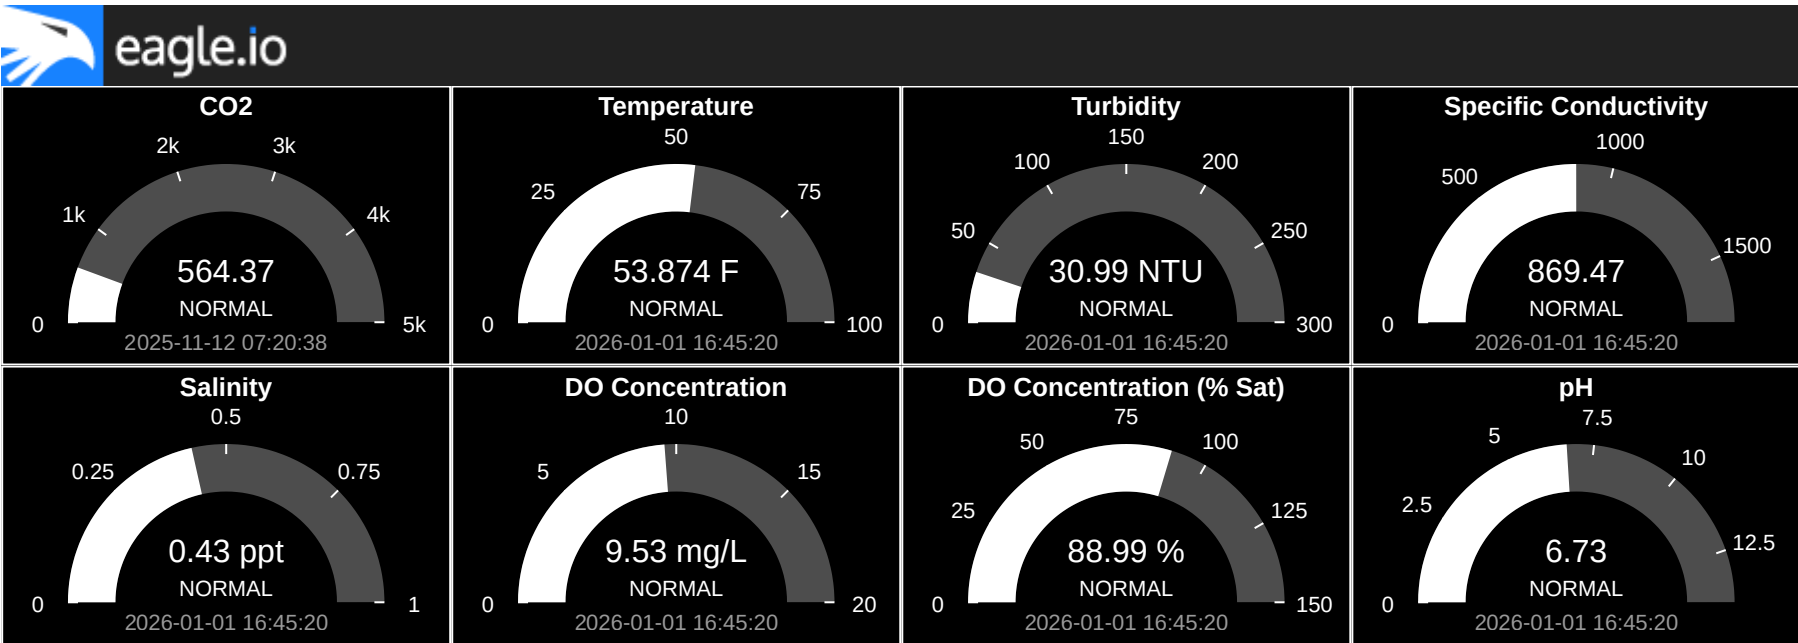 eagle.io
CO2
0
1k
2k
3k
4k
5k
564.37
NORMAL
2025-11-12 07:20:38
Temperature
0
25
50
75
100
53.874 F
NORMAL
2026-01-01 16:45:20
Turbidity
0
50
100
150
200
250
300
30.99 NTU
NORMAL
2026-01-01 16:45:20
Specific Conductivity
0
500
1000
1500
869.47
NORMAL
2026-01-01 16:45:20
Salinity
0
0.25
0.5
0.75
1
0.43 ppt
NORMAL
2026-01-01 16:45:20
DO Concentration
0
5
10
15
20
9.53 mg/L
NORMAL
2026-01-01 16:45:20
DO Concentration (% Sat)
0
25
50
75
100
125
150
88.99 %
NORMAL
2026-01-01 16:45:20
pH
0
2.5
5
7.5
10
12.5
6.73
NORMAL
2026-01-01 16:45:20